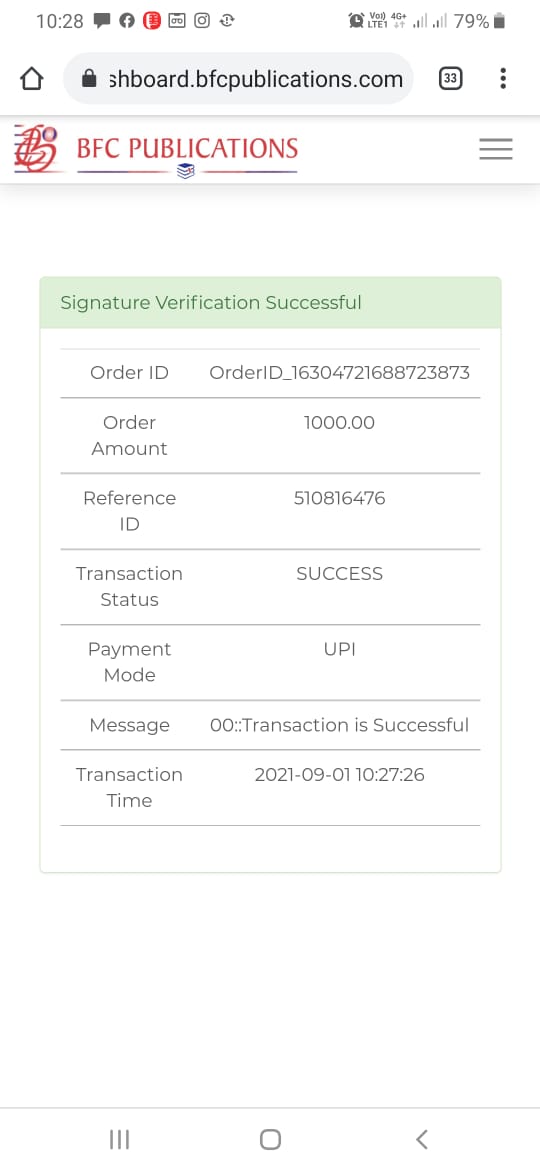 10:28 Vo)) 4G+ LTE1 79%
shboard.bfcpublications.com 33
BFC PUBLICATIONS
Signature Verification Successful
Order ID OrderID_16304721688723873
Order Amount 1000.00
Reference ID 510816476
Transaction Status SUCCESS
Payment Mode UPI
Message 00::Transaction is Successful
Transaction Time 2021-09-01 10:27:26